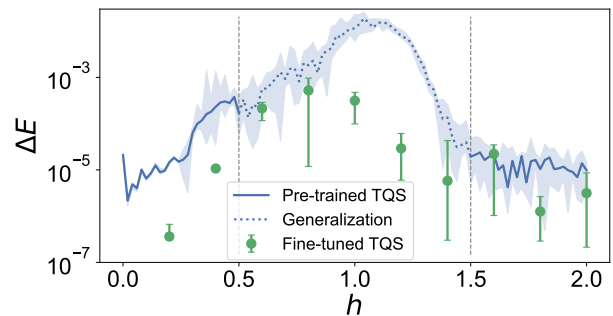 10⁻³
10⁻⁵
10⁻⁷
ΔE
Pre-trained TQS
Generalization
Fine-tuned TQS
0.0 0.5 1.0 1.5 2.0
h